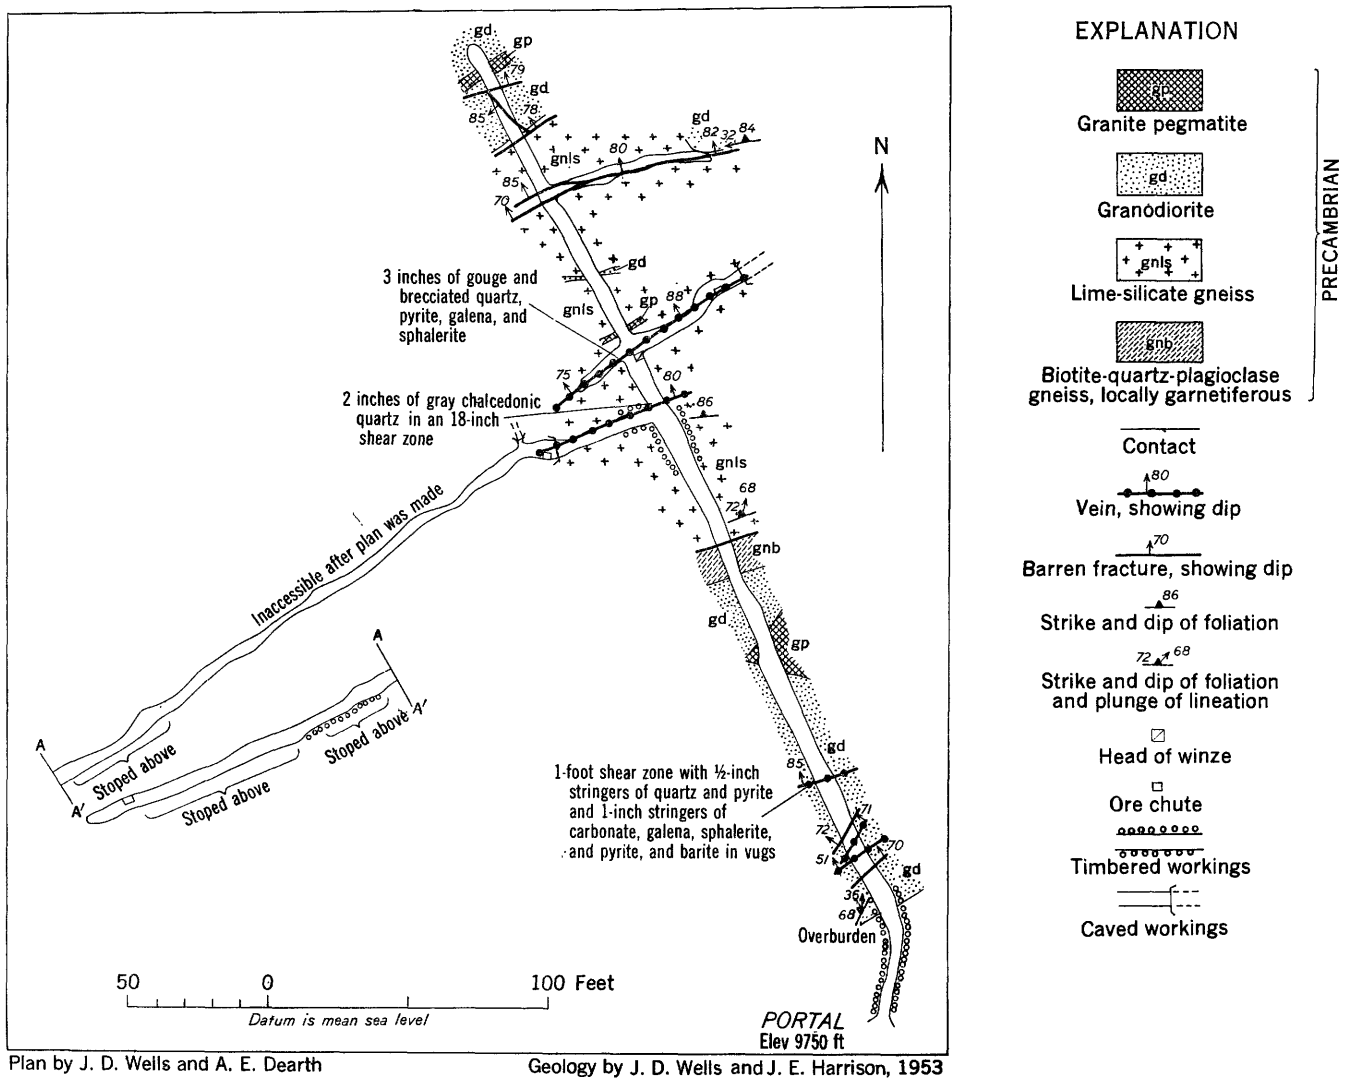 gd
gp
79
gd
85
78
gd
82
32
84
80
gnls
85
70
gd
3 inches of gouge and
brecciated quartz,
pyrite, galena, and
sphalerite
gnls
gp
88
75
80
2 inches of gray chalcedonic
quartz in an 18-inch
shear zone
86
gnls
68
72
gnb
Inaccessible after plan was made
gd
gp
A
A'
Stoped above
A
A'
Stoped above
Stoped above
gd
85
1-foot shear zone with ½-inch
stringers of quartz and pyrite
and 1-inch stringers of
carbonate, galena, sphalerite,
and pyrite, and barite in vugs
71
72
51
70
gd
36
68
Overburden
N
50 0 100 Feet
Datum is mean sea level
PORTAL
Elev 9750 ft
Plan by J. D. Wells and A. E. Dearth
Geology by J. D. Wells and J. E. Harrison, 1953
EXPLANATION
gp
Granite pegmatite
gd
Granodiorite
gnls
Lime-silicate gneiss
gnb
Biotite-quartz-plagioclase
gneiss, locally garnetiferous
PRECAMBRIAN
Contact
80
Vein, showing dip
70
Barren fracture, showing dip
86
Strike and dip of foliation
72 68
Strike and dip of foliation
and plunge of lineation
Head of winze
Ore chute
Timbered workings
Caved workings